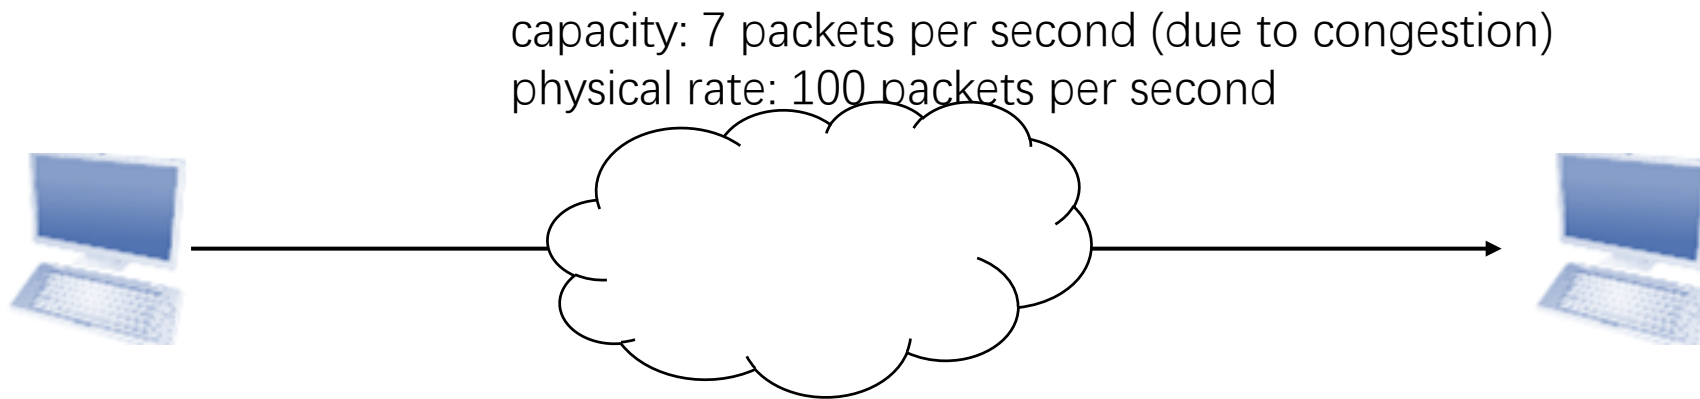 capacity: 7 packets per second (due to congestion)
physical rate: 100 packets per second